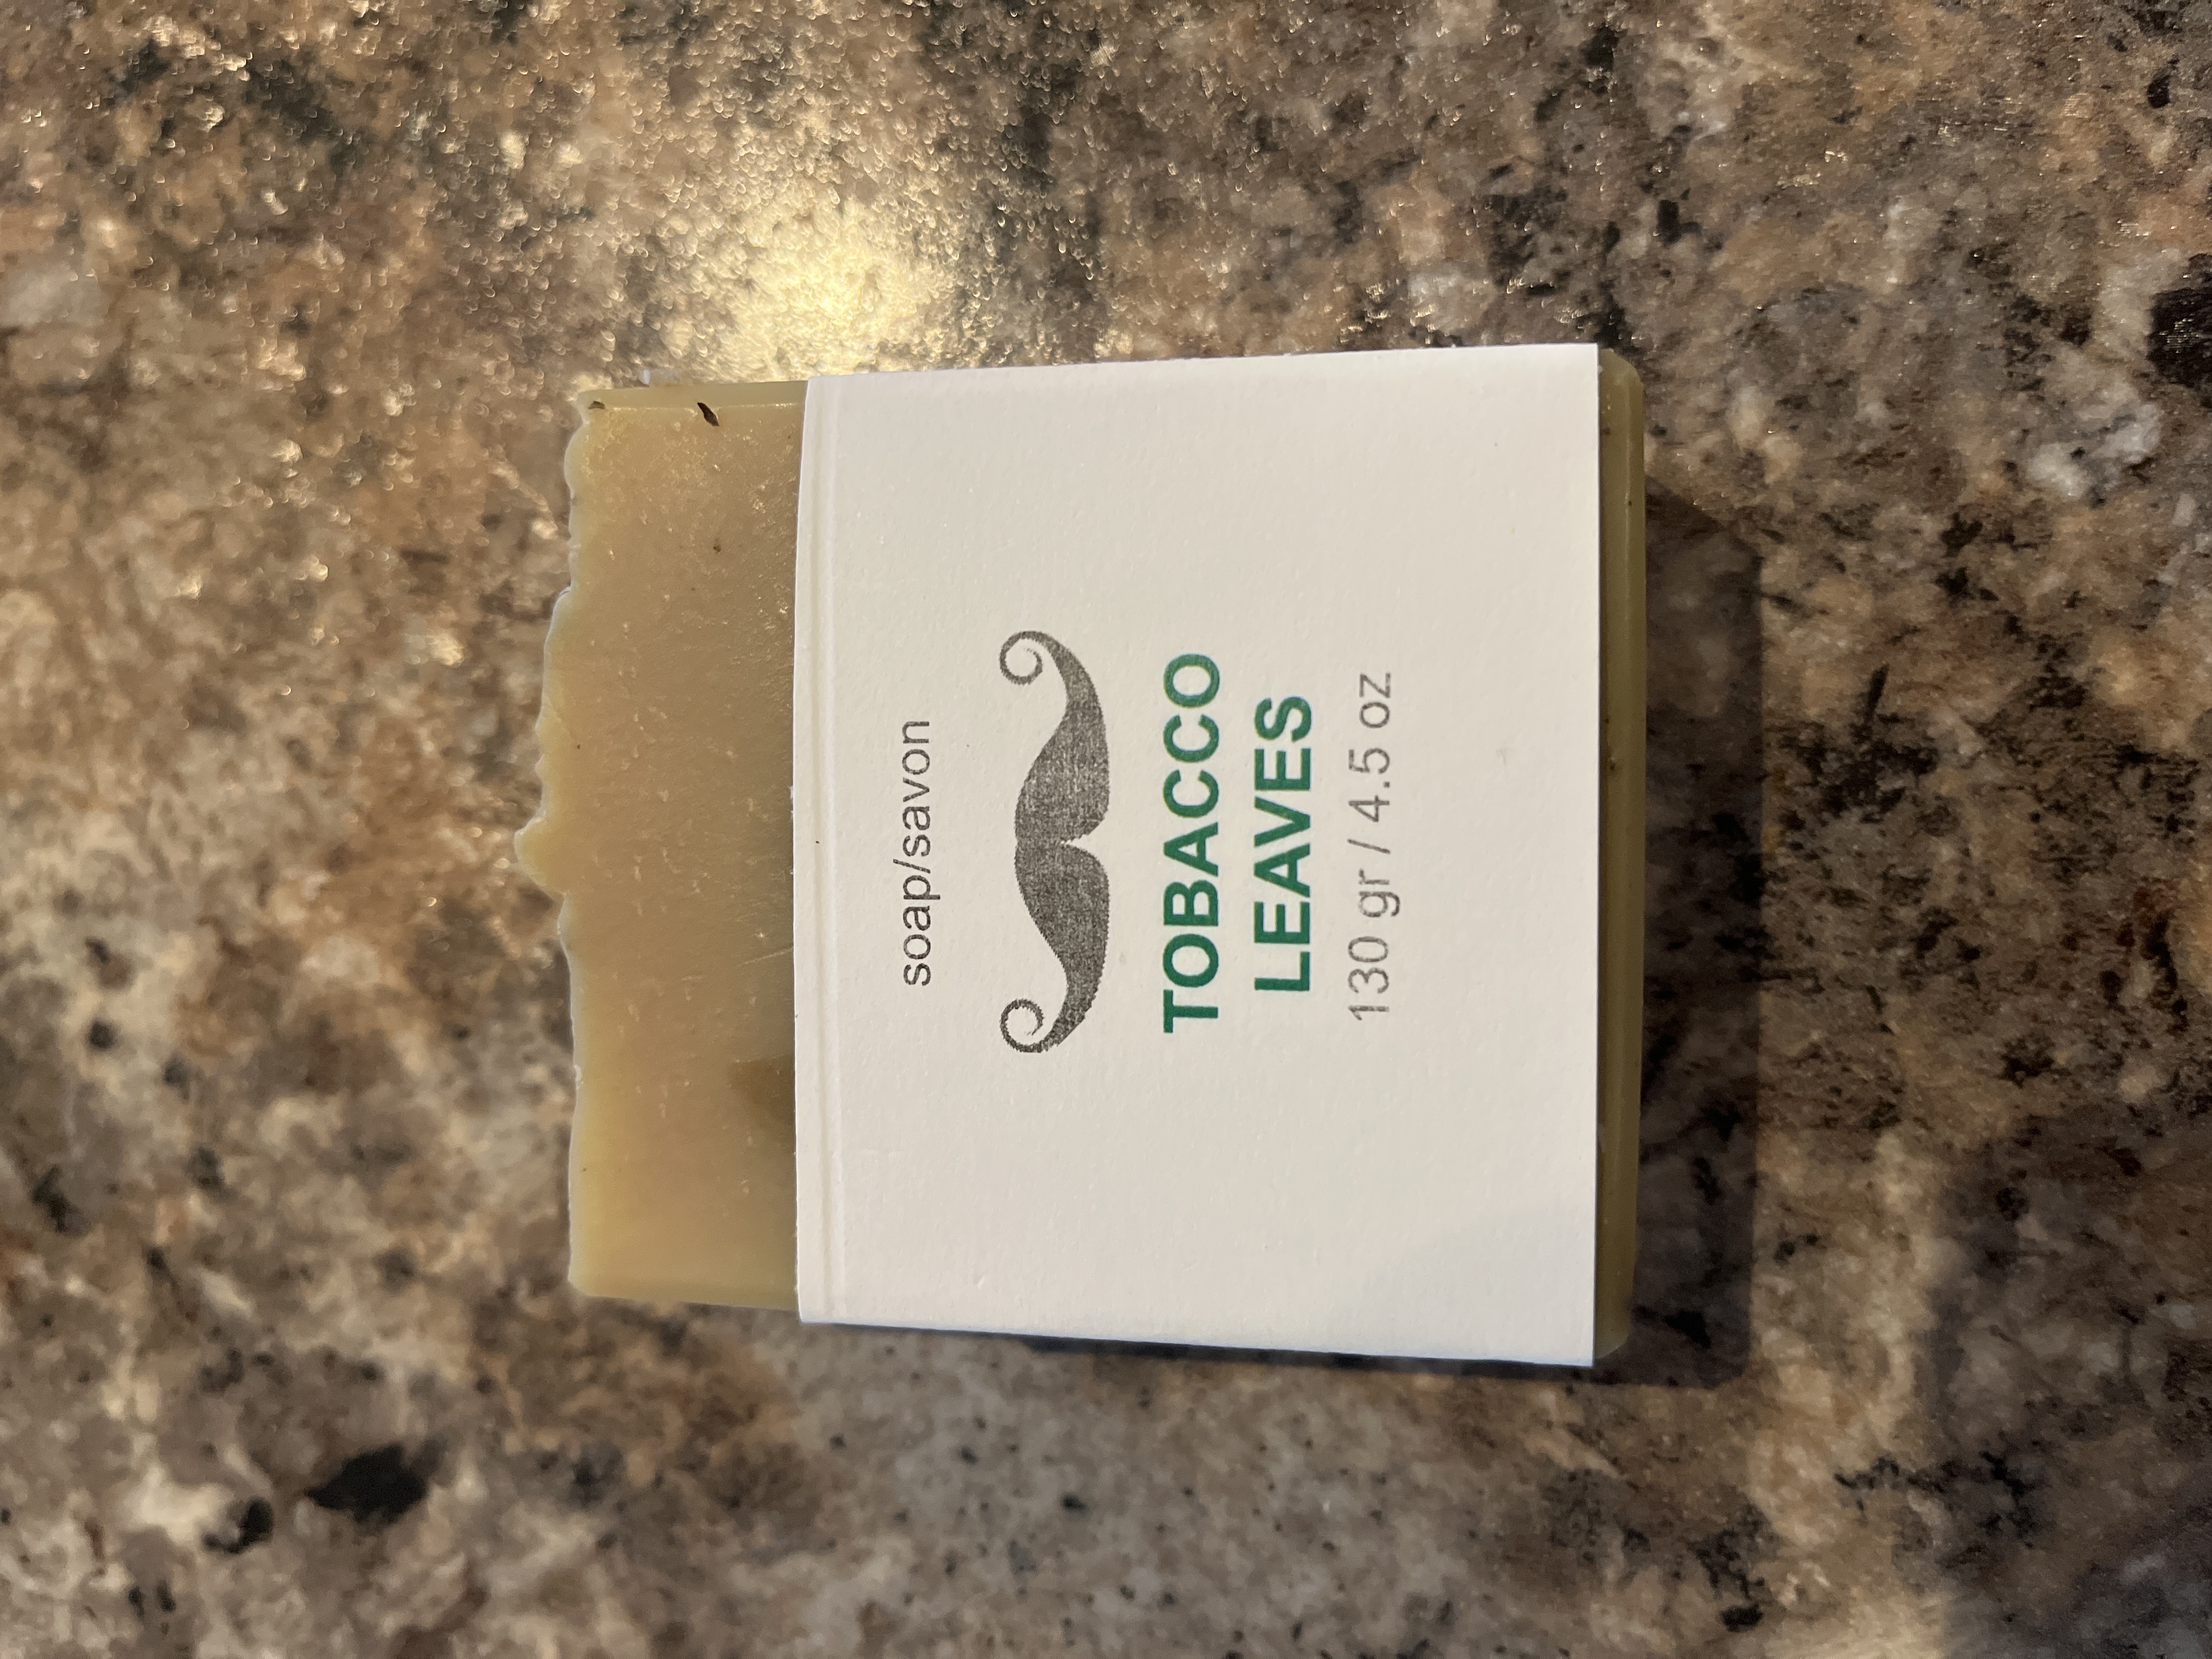 soap/savon
TOBACCO
LEAVES
130 gr / 4.5 oz